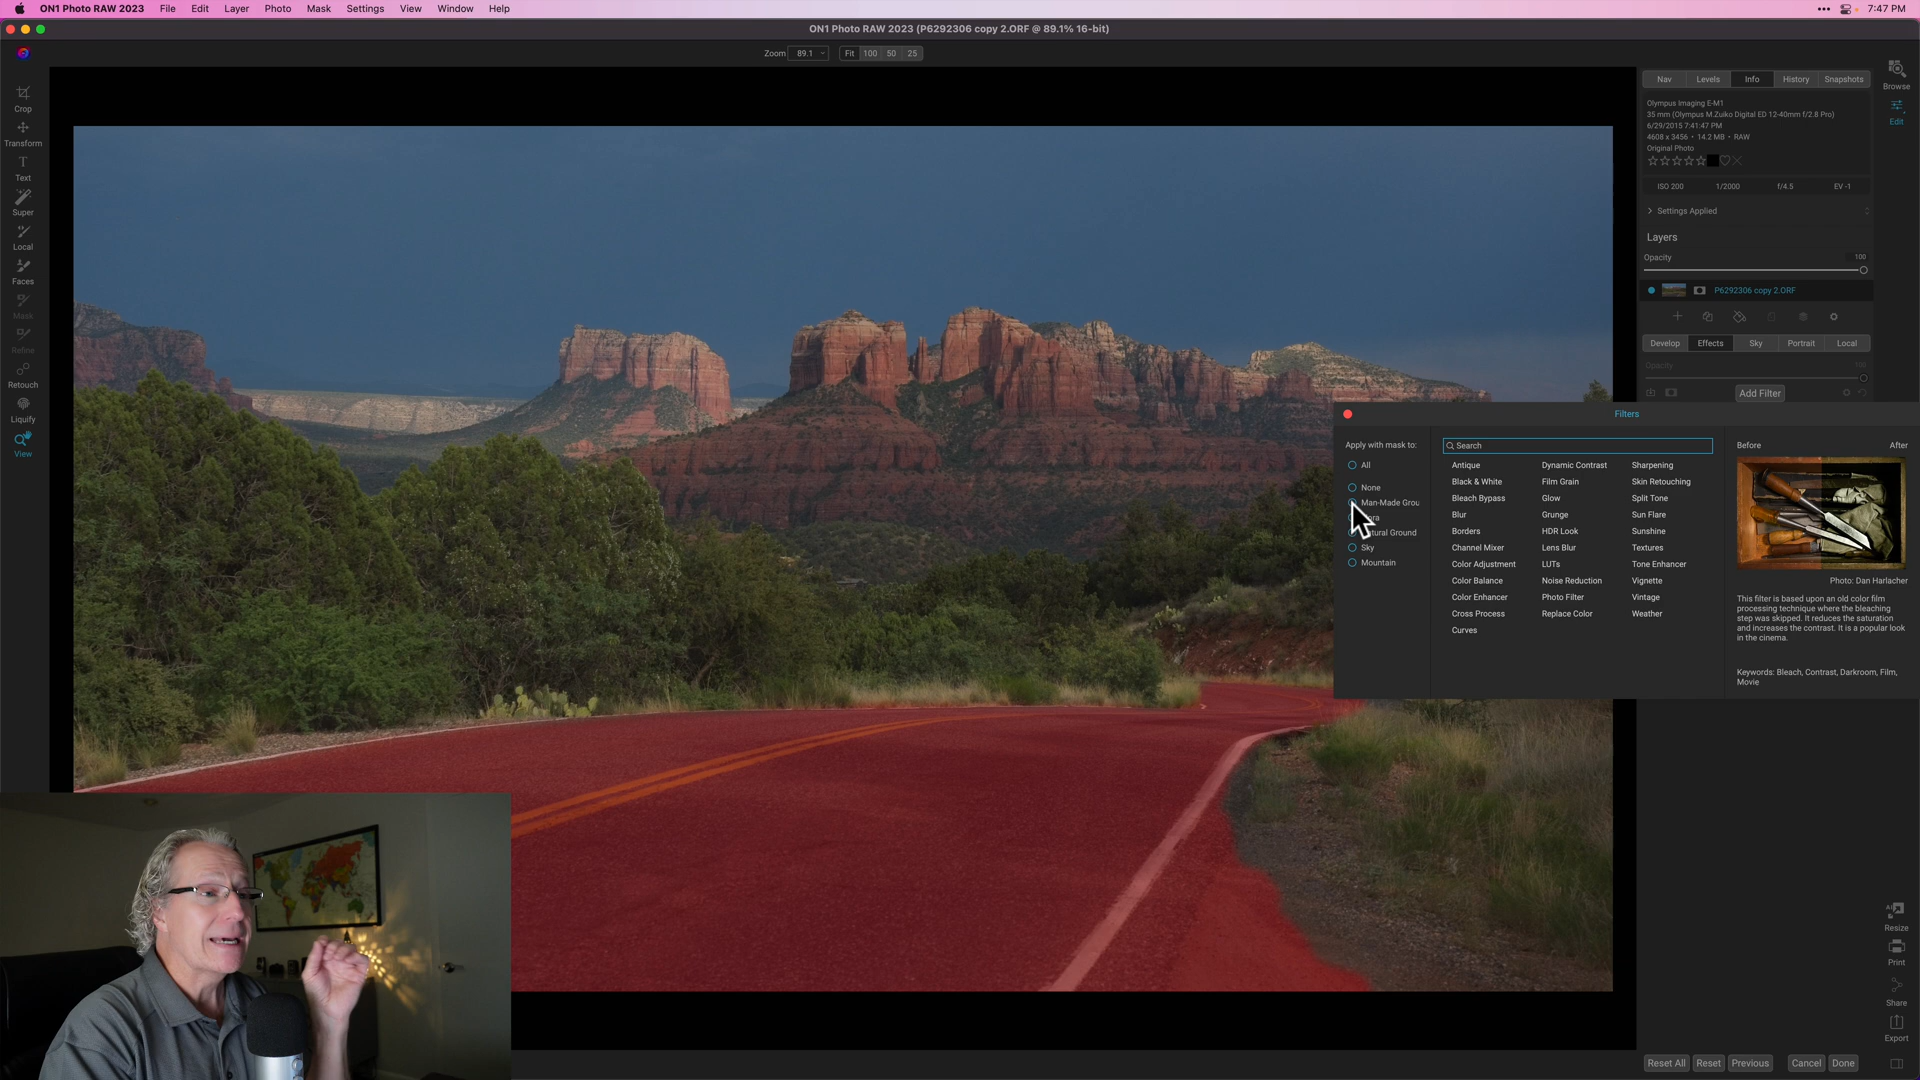 ON1 Photo RAW 2023 File Edit Layer Photo Mask Settings View Window Help 7:47 PM
ON1 Photo RAW 2023 (P6292306 copy 2.ORF @ 89.1% 16-bit)
Zoom 89.1 Fit 100 50 25
Crop
Transform
Text
Super
Local
Faces
Mask
Refine
Retouch
Liquify
View
Nav Levels Info History Snapshots
Browse
Edit
Olympus Imaging E-M1
35 mm (Olympus M.Zuiko Digital ED 12-40mm f/2.8 Pro)
6/29/2015 7:41:47 PM
4608 x 3456 • 14.2 MB • RAW
Original Photo
ISO 200 1/2000 f/4.5 EV -1
Settings Applied
Layers
Opacity 100
P6292306 copy 2.ORF
Develop Effects Sky Portrait Local
Opacity 100
Add Filter
Filters
Apply with mask to:
All
None
Man-Made Grou
Ground
Sky
Mountain
Search
Antique Dynamic Contrast Sharpening
Black & White Film Grain Skin Retouching
Bleach Bypass Glow Split Tone
Blur Grunge Sun Flare
Borders HDR Look Sunshine
Channel Mixer Lens Blur Textures
Color Adjustment LUTs Tone Enhancer
Color Balance Noise Reduction Vignette
Color Enhancer Photo Filter Vintage
Cross Process Replace Color Weather
Curves
Before After
Photo: Dan Harlacher
This filter is based upon an old color film
processing technique where the bleaching
step was skipped. It reduces the saturation
and increases the contrast. It is a popular look
in the cinema.
Keywords: Bleach, Contrast, Darkroom, Film,
Movie
AI
Resize
Print
Share
Export
Reset All Reset Previous Cancel Done